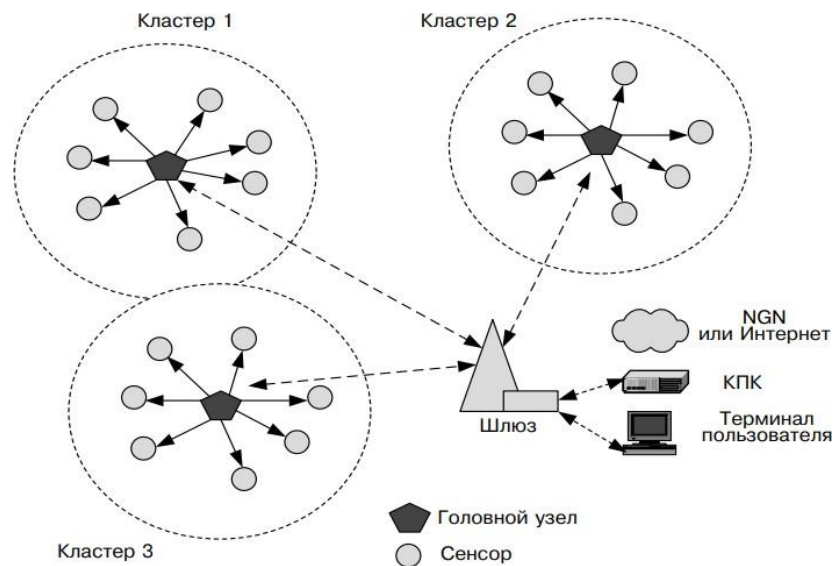 Кластер 1
Кластер 2
NGN
или Интернет
КПК
Терминал
пользователя
Шлюз
Головной узел
Сенсор
Кластер 3